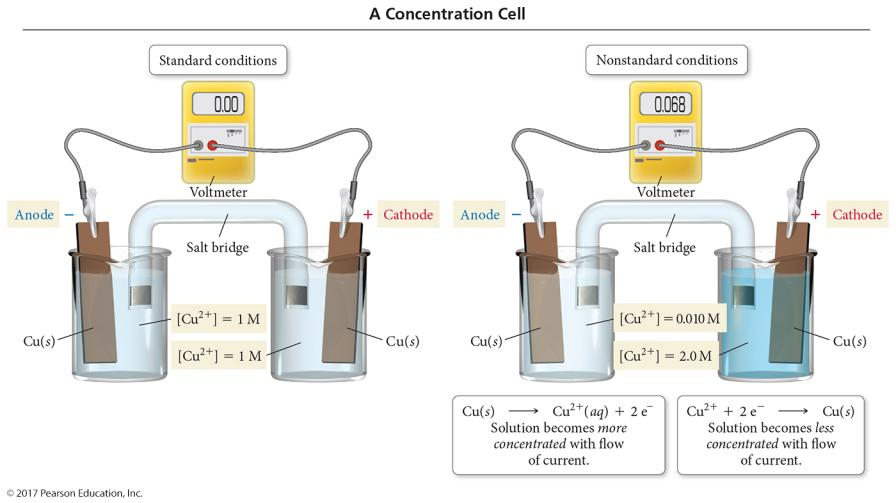 A Concentration Cell
Standard conditions
0.00
Voltmeter
Anode −
+ Cathode
Salt bridge
[Cu²⁺] = 1 M
Cu(s)
[Cu²⁺] = 1 M
Cu(s)
Nonstandard conditions
0.068
Voltmeter
Anode −
+ Cathode
Salt bridge
[Cu²⁺] = 0.010 M
Cu(s)
[Cu²⁺] = 2.0 M
Cu(s)
Cu(s) ⟶ Cu²⁺(aq) + 2 e⁻
Solution becomes more
concentrated with flow
of current.
Cu²⁺ + 2 e⁻ ⟶ Cu(s)
Solution becomes less
concentrated with flow
of current.
© 2017 Pearson Education, Inc.